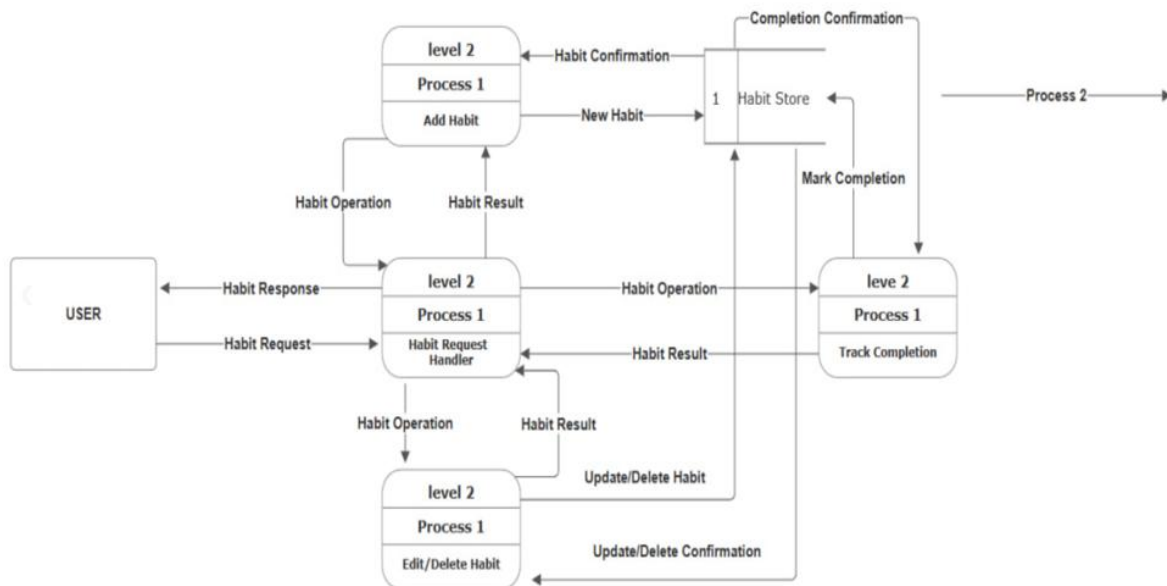 Completion Confirmation
level 2
Process 1
Add Habit
Habit Confirmation
New Habit
1 Habit Store
Process 2
Mark Completion
Habit Operation
Habit Result
USER
Habit Response
Habit Request
level 2
Process 1
Habit Request
Handler
Habit Operation
Habit Result
leve 2
Process 1
Track Completion
Habit Operation
Habit Result
level 2
Process 1
Edit/Delete Habit
Update/Delete Habit
Update/Delete Confirmation